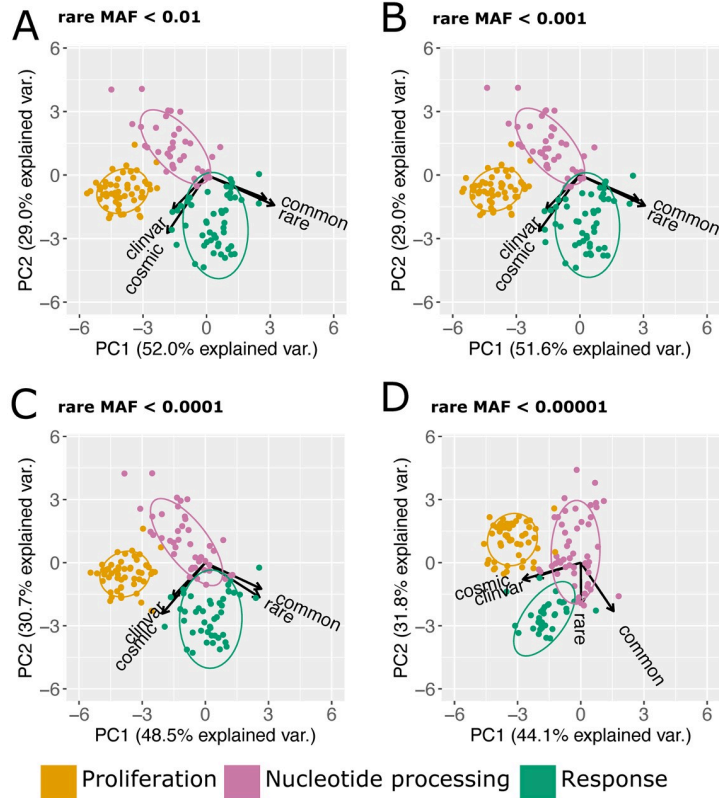 A
rare MAF < 0.01
6
3
0
−3
−6
PC2 (29.0% explained var.)
common
rare
clinvar
cosmic
−6
−3
0
3
6
PC1 (52.0% explained var.)
B
rare MAF < 0.001
6
3
0
−3
−6
PC2 (29.0% explained var.)
common
rare
clinvar
cosmic
−6
−3
0
3
6
PC1 (51.6% explained var.)
C
rare MAF < 0.0001
6
3
0
−3
−6
PC2 (30.7% explained var.)
common
rare
clinvar
cosmic
−6
−3
0
3
6
PC1 (48.5% explained var.)
D
rare MAF < 0.00001
6
3
0
−3
−6
PC2 (31.8% explained var.)
cosmic
clinvar
rare
common
−6
−3
0
3
6
PC1 (44.1% explained var.)
Proliferation
Nucleotide processing
Response